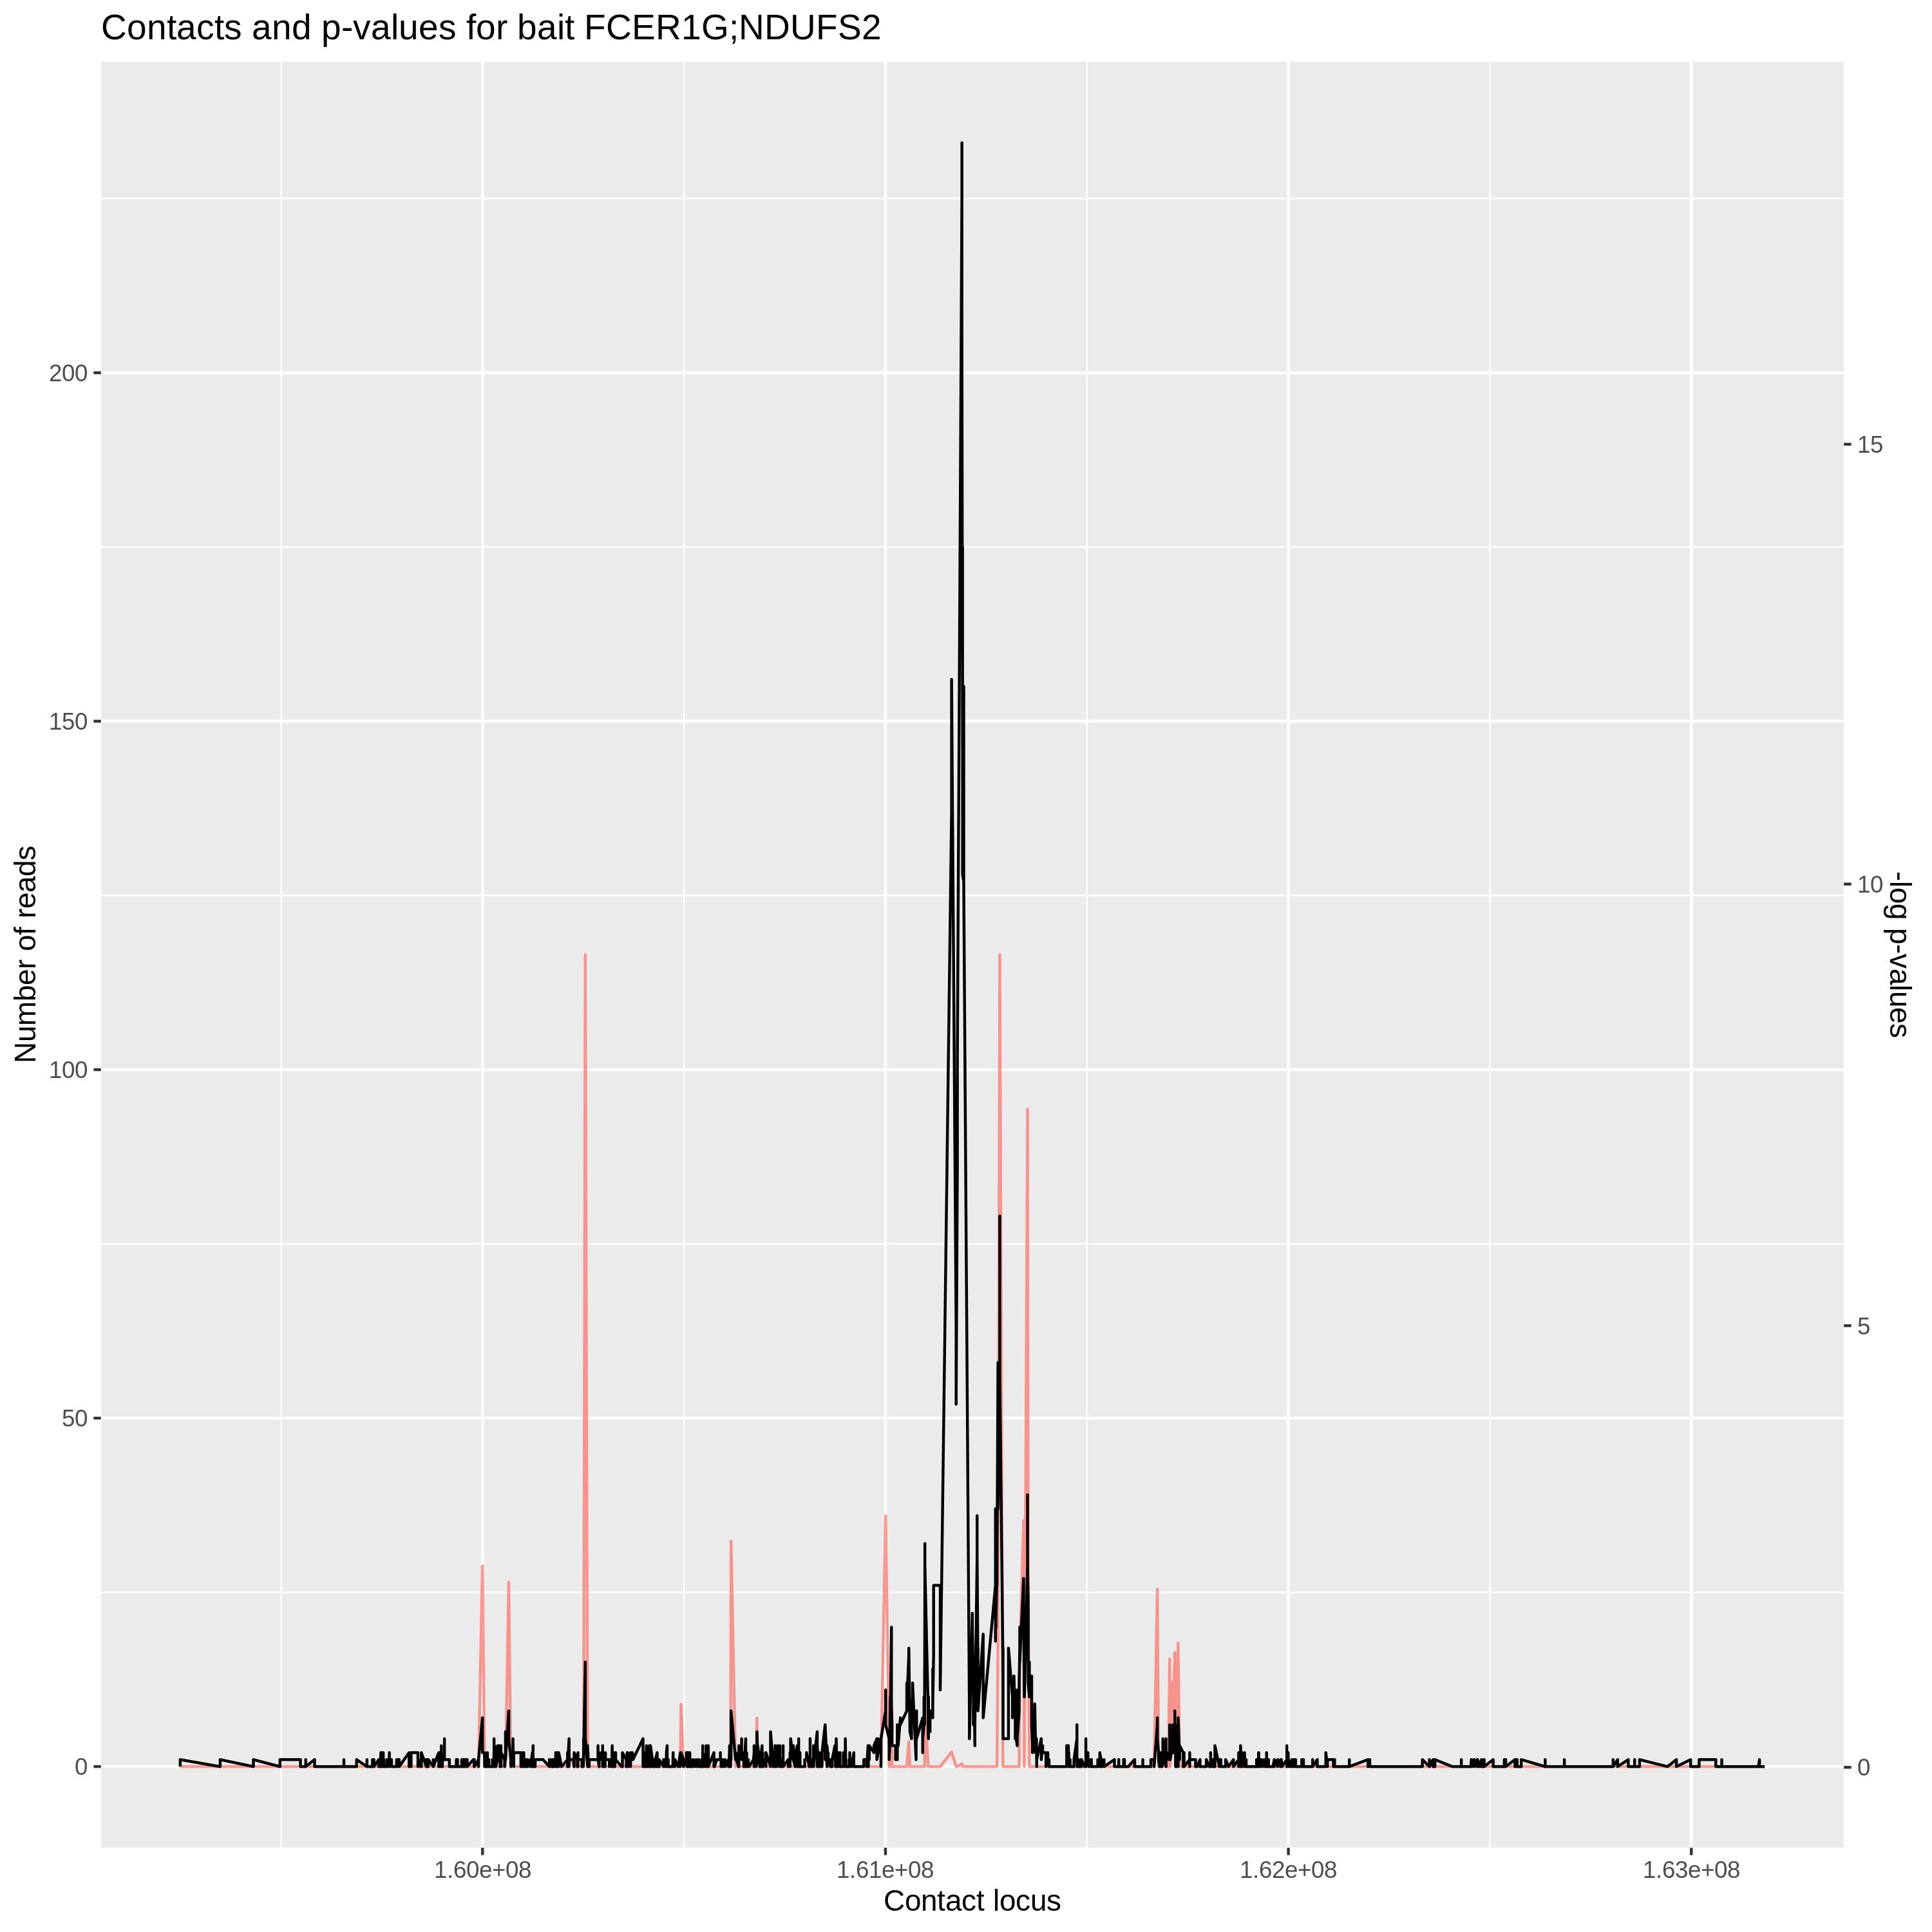 Contacts and p-values for bait FCER1G;NDUFS2
Number of reads
200
150
100
50
0
15
10
5
0
-log p-values
1.60e+08
1.61e+08
1.62e+08
1.63e+08
Contact locus